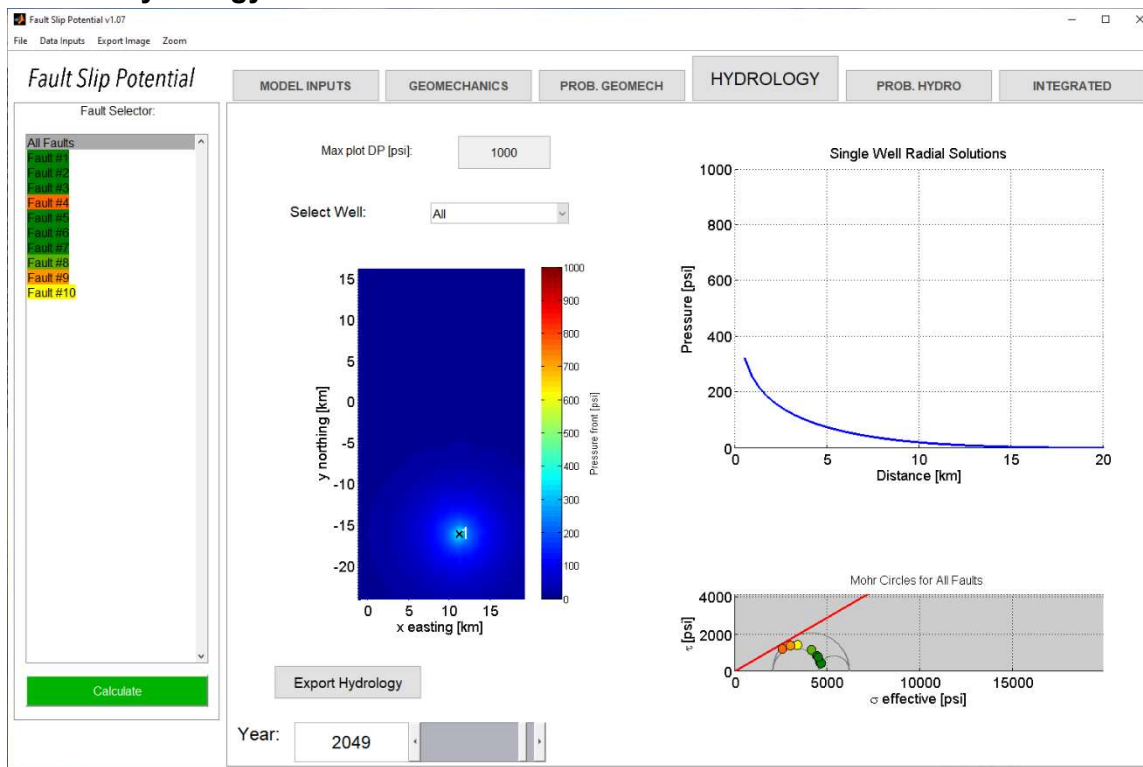 Fault Slip Potential v1.07
File Data Inputs Export Image Zoom
Fault Slip Potential
MODEL INPUTS GEOMECHANICS PROB. GEOMECH HYDROLOGY PROB. HYDRO INTEGRATED
Fault Selector:
All Faults
Fault #1
Fault #2
Fault #3
Fault #4
Fault #5
Fault #6
Fault #7
Fault #8
Fault #9
Fault #10
Calculate
Max plot DP [psi]: 1000
Select Well: All
15
10
5
0
-5
-10
-15
-20
y northing [km]
0 5 10 15
x easting [km]
1
1000
900
800
700
600
500
400
300
200
100
0
Pressure front [psi]
Export Hydrology
Year: 2049
Single Well Radial Solutions
1000
800
600
400
200
0
Pressure [psi]
0 5 10 15 20
Distance [km]
Mohr Circles for All Faults
4000
2000
0
τ [psi]
0 5000 10000 15000
σ effective [psi]